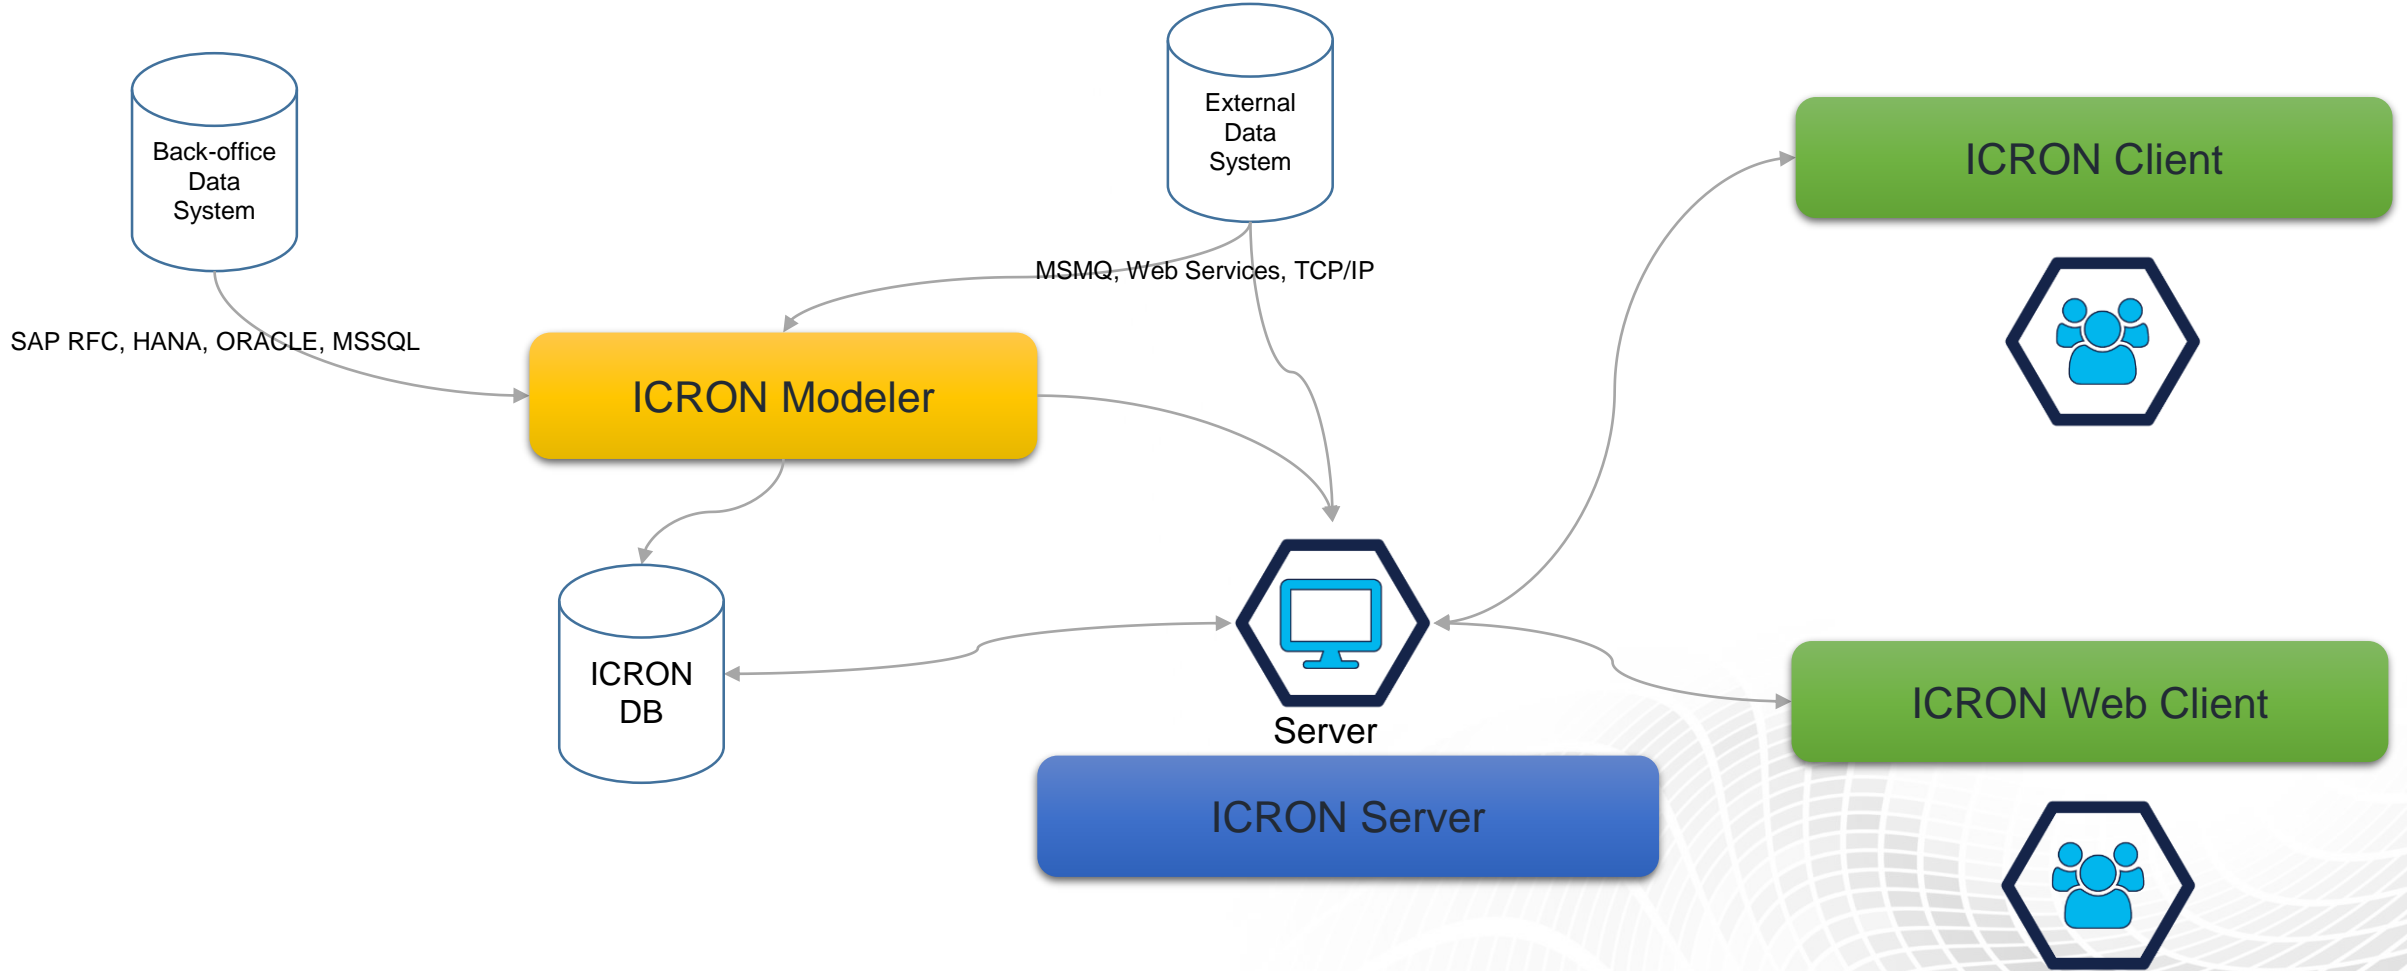 External
Data
System
Back-office
Data
System
ICRON Client
MSMQ, Web Services, TCP/IP
SAP RFC, HANA, ORACLE, MSSQL
ICRON Modeler
ICRON
DB
Server
ICRON Web Client
ICRON Server